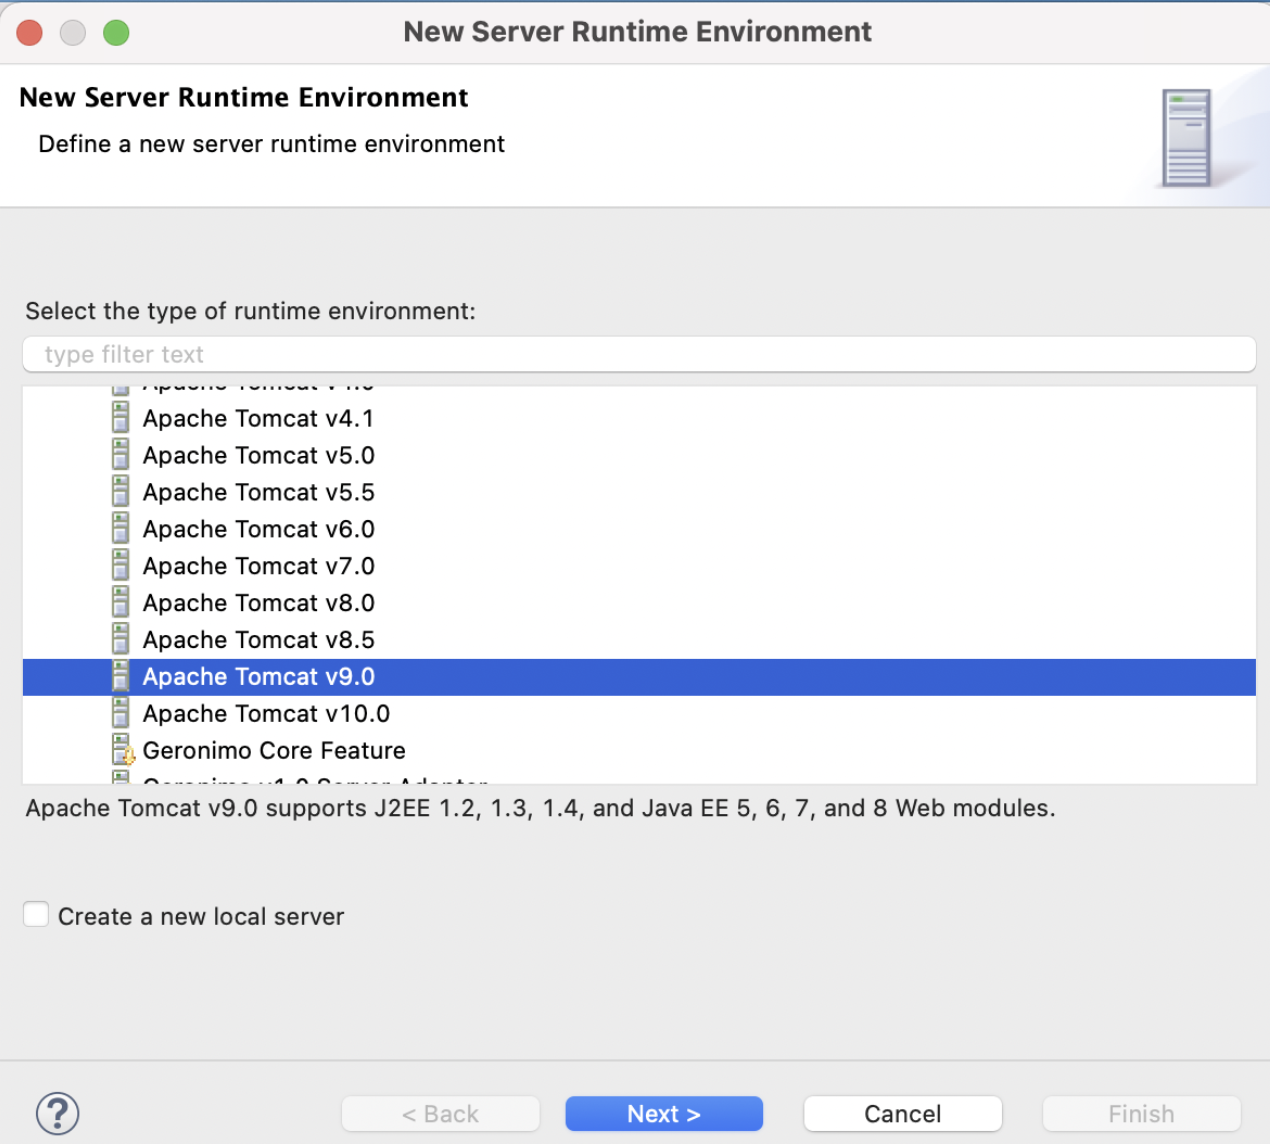 New Server Runtime Environment
New Server Runtime Environment
Define a new server runtime environment
Select the type of runtime environment:
type filter text
Apache Tomcat v4.1
Apache Tomcat v5.0
Apache Tomcat v5.5
Apache Tomcat v6.0
Apache Tomcat v7.0
Apache Tomcat v8.0
Apache Tomcat v8.5
Apache Tomcat v9.0
Apache Tomcat v10.0
Geronimo Core Feature
Apache Tomcat v9.0 supports J2EE 1.2, 1.3, 1.4, and Java EE 5, 6, 7, and 8 Web modules.
Create a new local server
? < Back Next > Cancel Finish